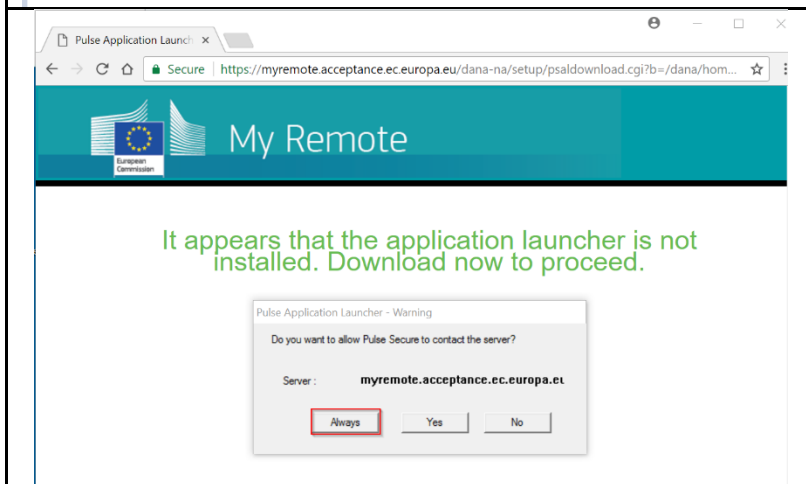 Pulse Application Launch
Secure | https://myremote.acceptance.ec.europa.eu/dana-na/setup/psaldownload.cgi?b=/dana/hom...
European
Commission
My Remote
It appears that the application launcher is not
installed. Download now to proceed.
Pulse Application Launcher - Warning
Do you want to allow Pulse Secure to contact the server?
Server : myremote.acceptance.ec.europa.eu
Always Yes No